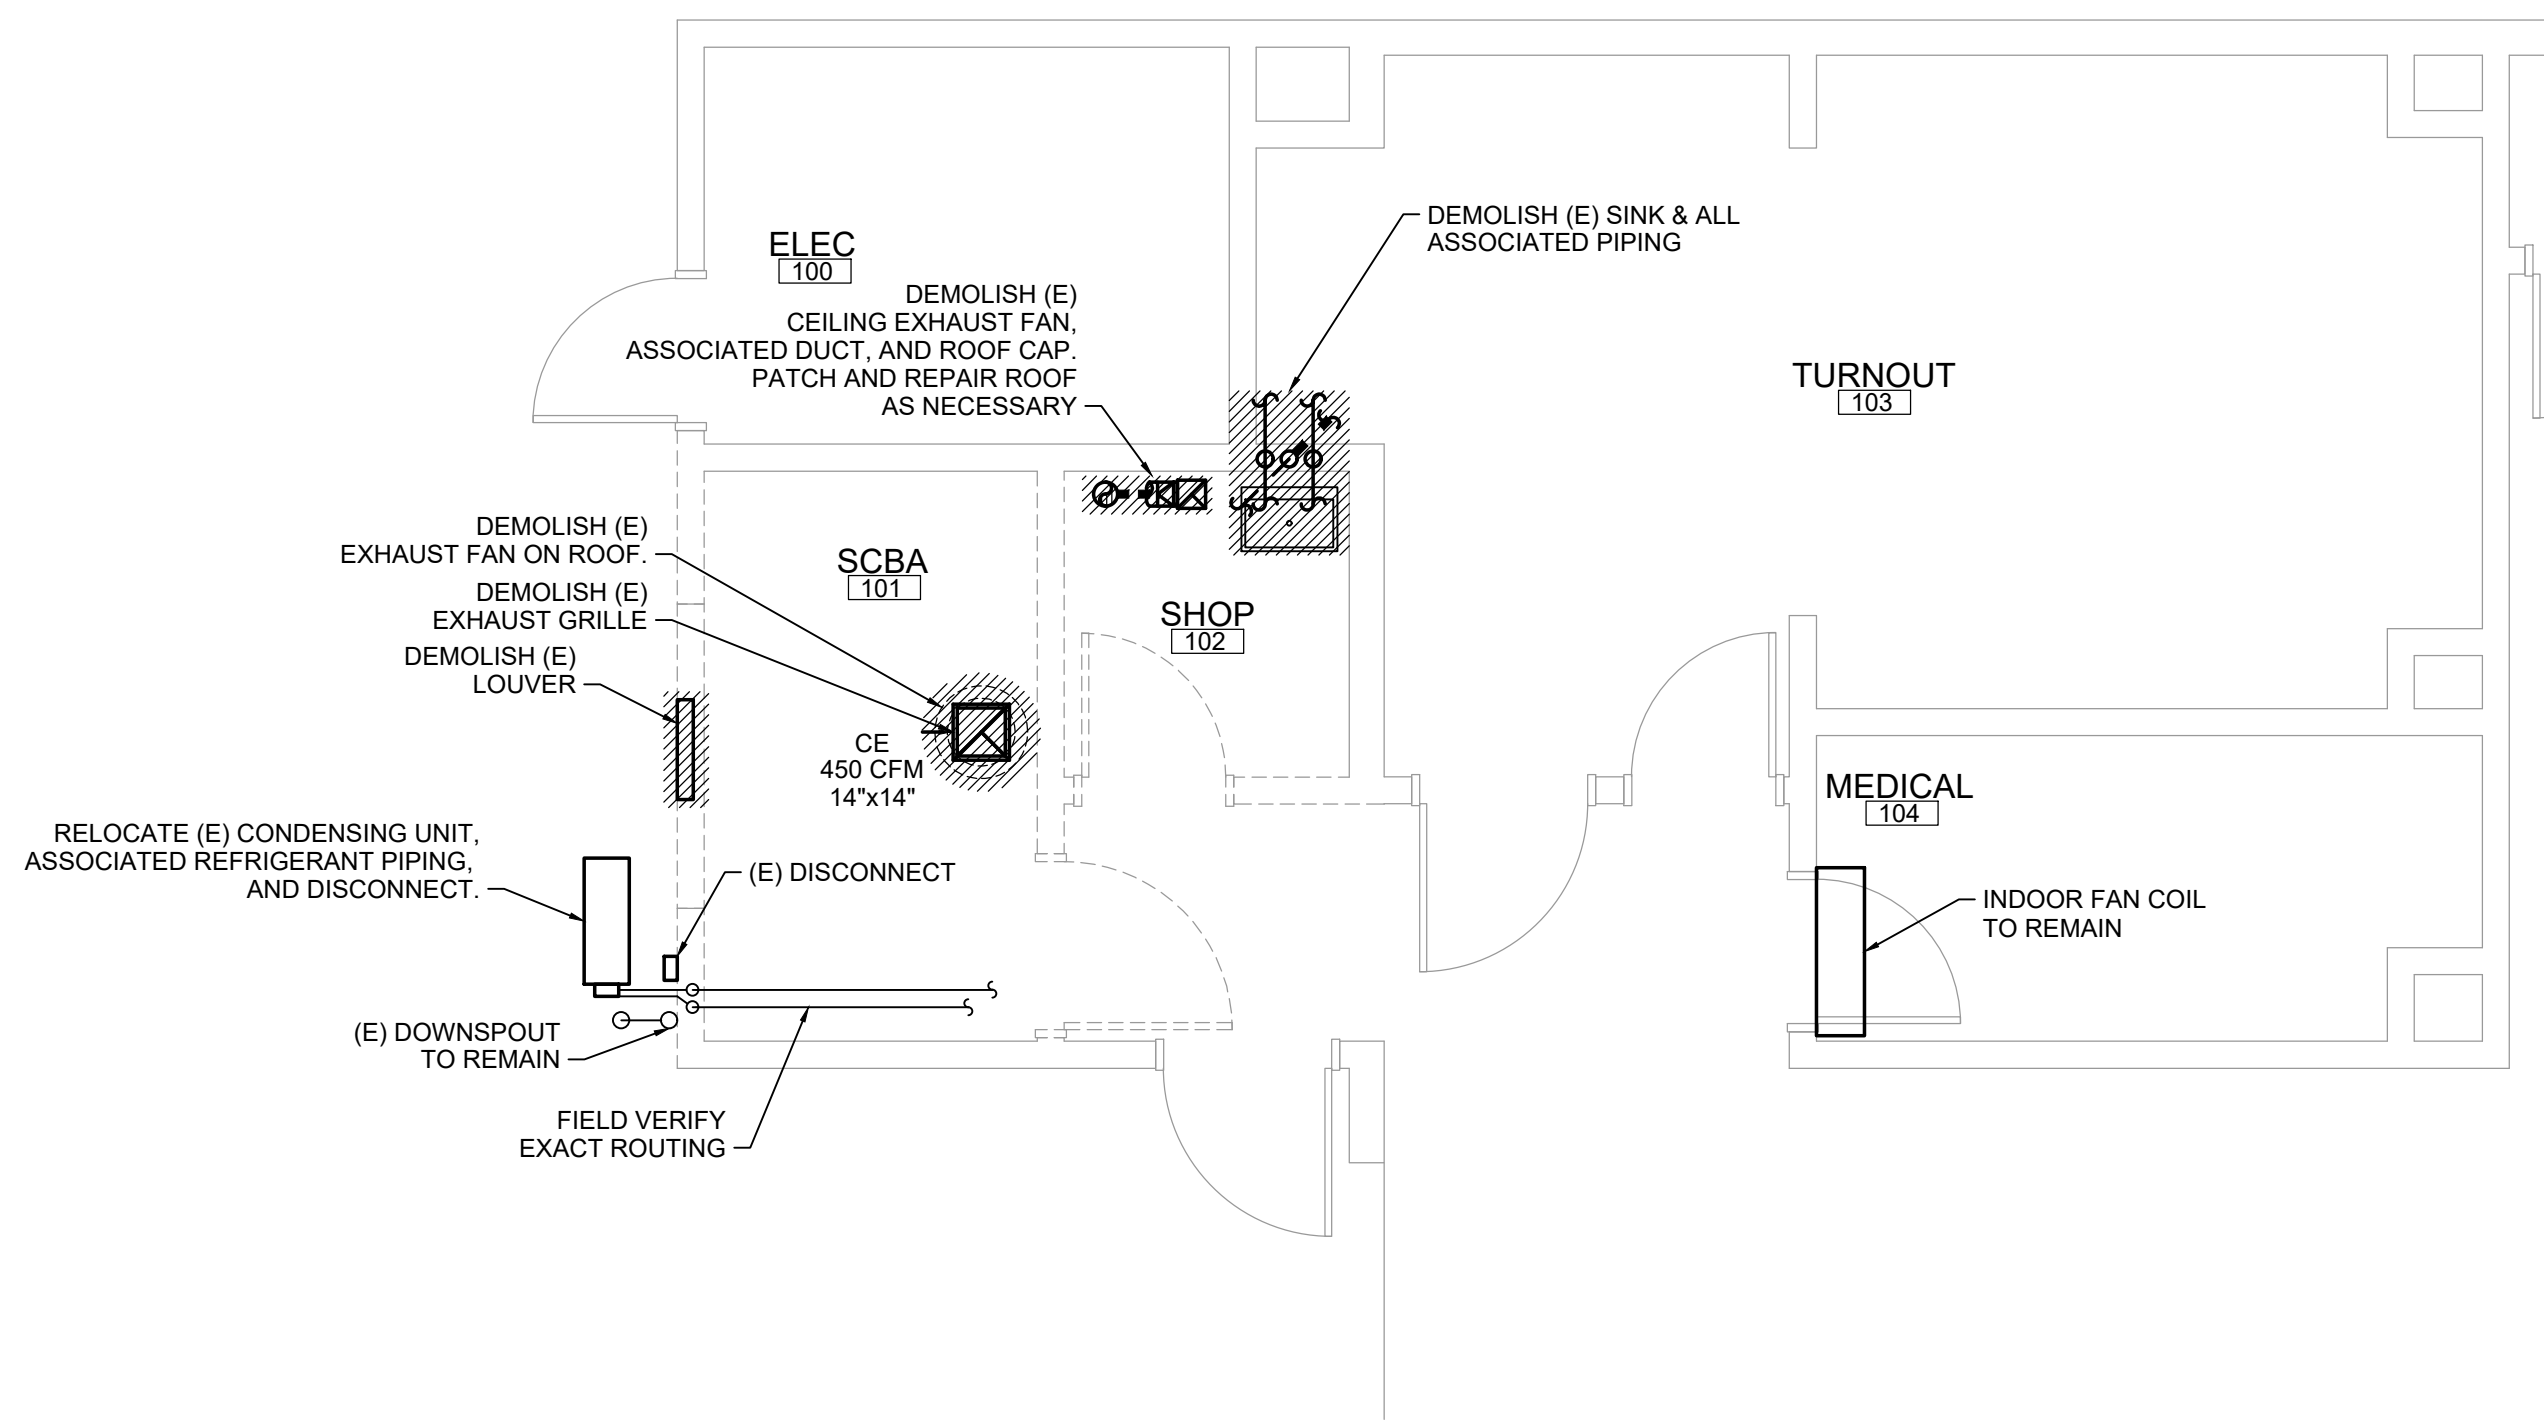 DEMOLISH (E) SINK & ALL
ASSOCIATED PIPING
ELEC
100
DEMOLISH (E)
CEILING EXHAUST FAN,
ASSOCIATED DUCT, AND ROOF CAP.
PATCH AND REPAIR ROOF
AS NECESSARY
TURNOUT
103
DEMOLISH (E)
EXHAUST FAN ON ROOF.
SCBA
101
DEMOLISH (E)
EXHAUST GRILLE
SHOP
102
DEMOLISH (E)
LOUVER
CE
450 CFM
14"x14"
MEDICAL
104
RELOCATE (E) CONDENSING UNIT,
ASSOCIATED REFRIGERANT PIPING,
AND DISCONNECT.
(E) DISCONNECT
INDOOR FAN COIL
TO REMAIN
(E) DOWNSPOUT
TO REMAIN
FIELD VERIFY
EXACT ROUTING